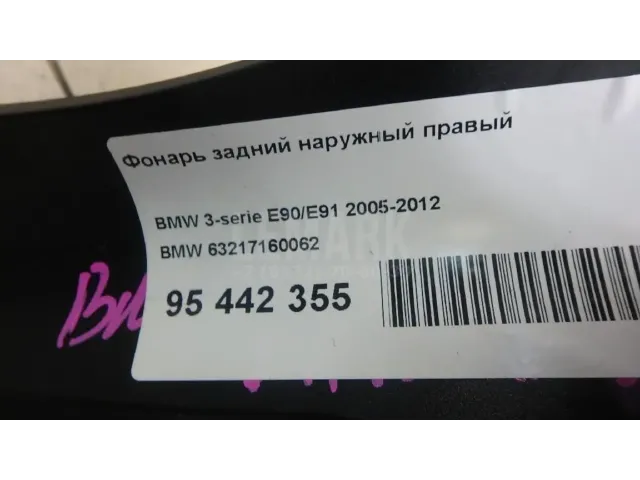 Фонарь задний наружный правый
BMW 3-serie E90/E91 2005-2012
BMW 63217160062
95 442 355